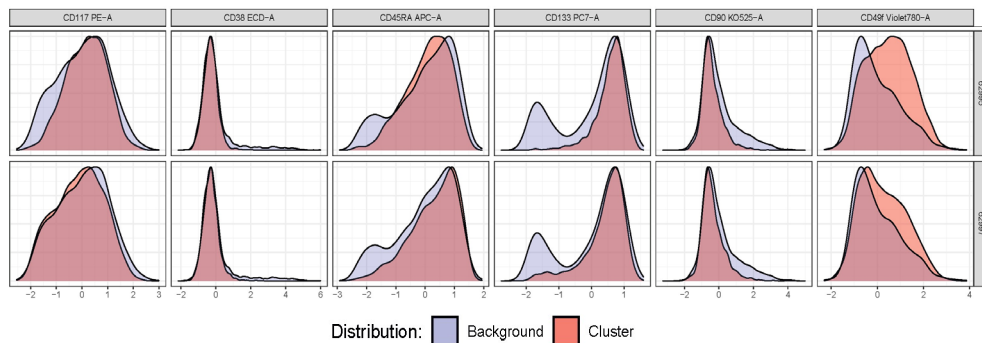 CD117 PE-A CD38 ECD-A CD45RA APC-A CD133 PC7-A CD90 KO525-A CD49f Violet780-A
-2 -1 0 1 2 3 -2 0 2 4 6 -3 -2 -1 0 1 2 -2 -1 0 1 -2 0 2 4 -2 0 2 4
Distribution: Background Cluster